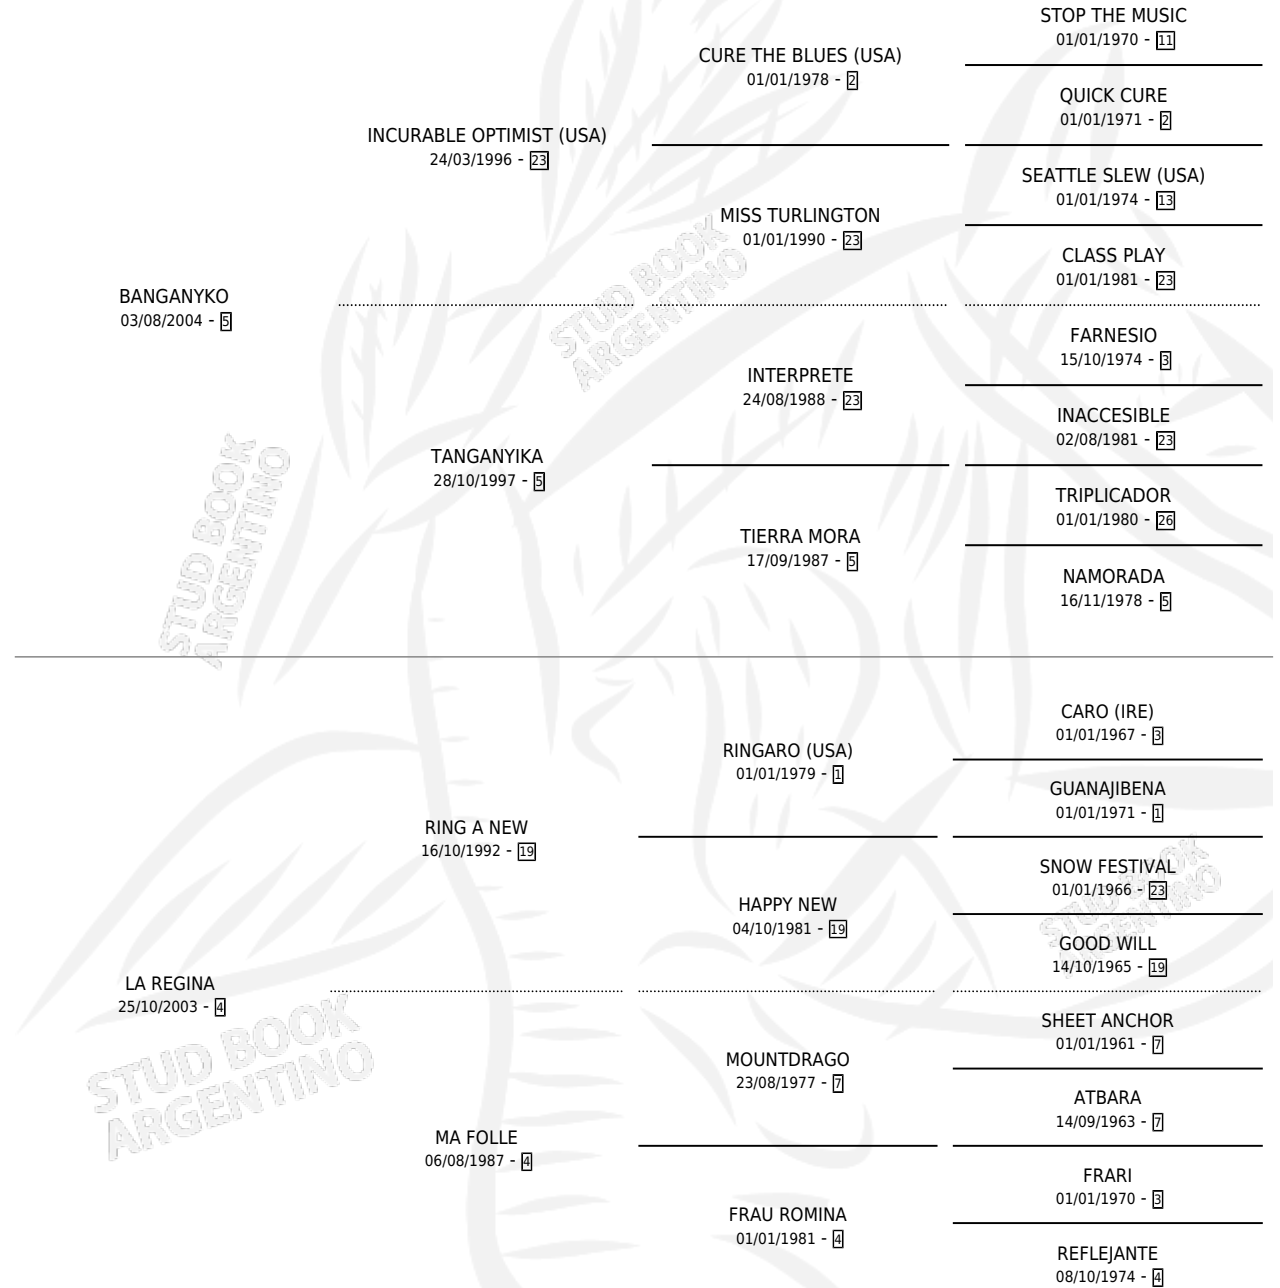 STOP THE MUSIC
01/01/1970 - 11
CURE THE BLUES (USA)
01/01/1978 - 2
QUICK CURE
01/01/1971 - 2
INCURABLE OPTIMIST (USA)
24/03/1996 - 23
SEATTLE SLEW (USA)
01/01/1974 - 13
MISS TURLINGTON
01/01/1990 - 23
CLASS PLAY
01/01/1981 - 23
BANGANYKO
03/08/2004 - 5
STUD BOOK
ARGENTINO
FARNESIO
15/10/1974 - 3
INTERPRETE
24/08/1988 - 23
INACCESIBLE
02/08/1981 - 23
TANGANYIKA
28/10/1997 - 5
TRIPLICADOR
01/01/1980 - 26
TIERRA MORA
17/09/1987 - 5
NAMORADA
16/11/1978 - 5
STUD BOOK
ARGENTINO
CARO (IRE)
01/01/1967 - 3
RINGARO (USA)
01/01/1979 - 1
GUANAJIBENA
01/01/1971 - 1
RING A NEW
16/10/1992 - 19
SNOW FESTIVAL
01/01/1966 - 23
HAPPY NEW
04/10/1981 - 19
STUD BOOK
ARGENTINO
GOOD WILL
14/10/1965 - 19
LA REGINA
25/10/2003 - 4
SHEET ANCHOR
01/01/1961 - 7
MOUNTDRAGO
23/08/1977 - 7
STUD BOOK
ARGENTINO
ATBARA
14/09/1963 - 7
MA FOLLE
06/08/1987 - 4
FRARI
01/01/1970 - 3
FRAU ROMINA
01/01/1981 - 4
REFLEJANTE
08/10/1974 - 4